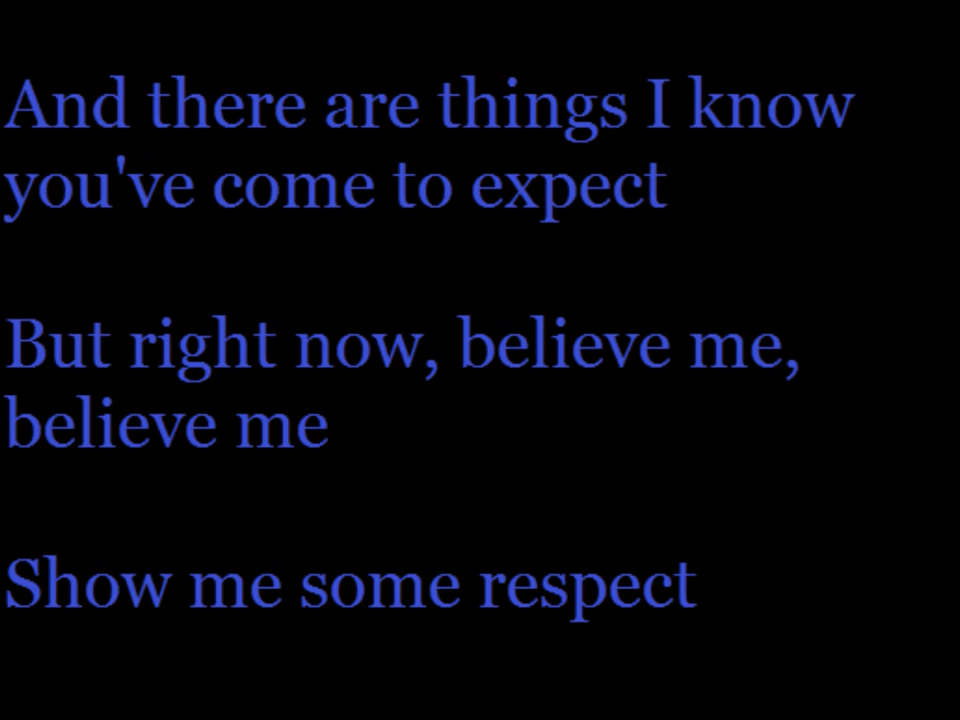 And there are things I know
you've come to expect
But right now, believe me,
believe me
Show me some respect